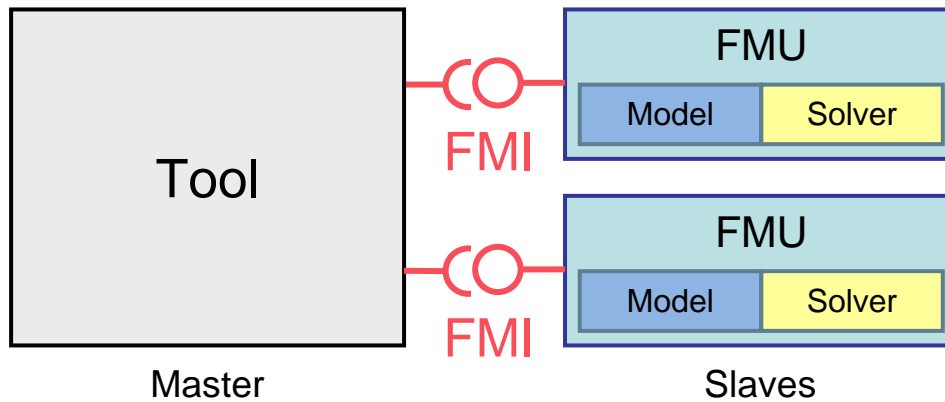 FMU
Model Solver
FMI
Tool
FMU
Model Solver
FMI
Master Slaves